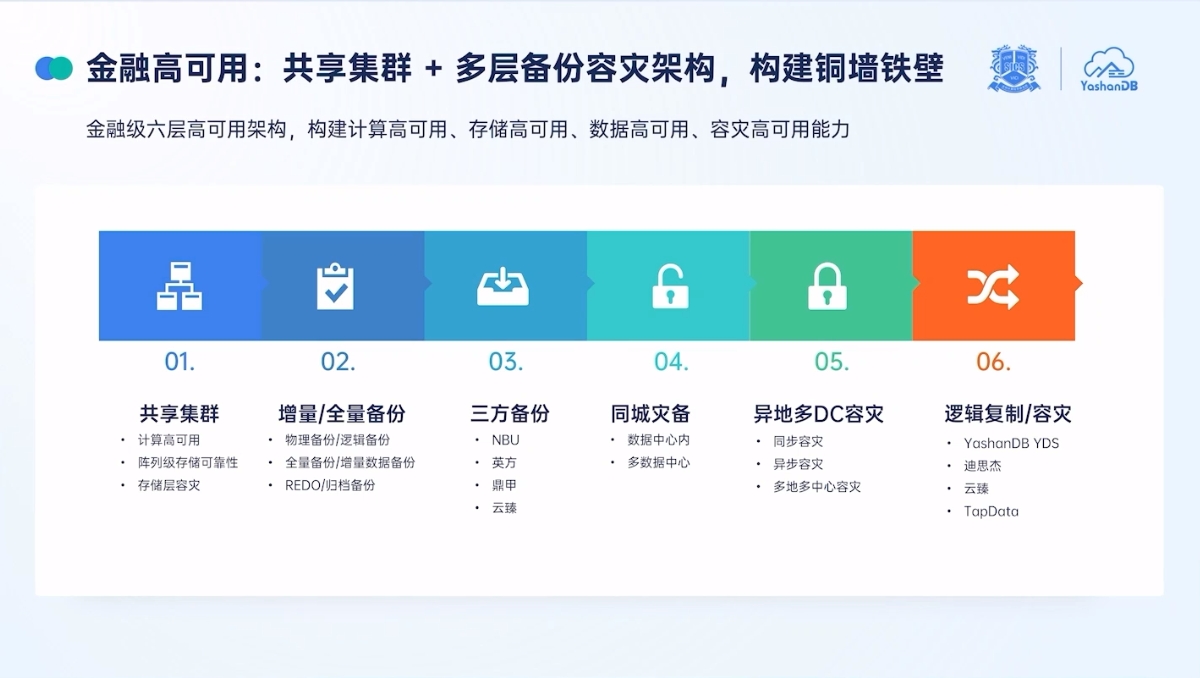 金融高可用：共享集群 + 多层备份容灾架构，构建铜墙铁壁
YashanDB
金融级六层高可用架构，构建计算高可用、存储高可用、数据高可用、容灾高可用能力
01.
共享集群
• 计算高可用
• 阵列级存储可靠性
• 存储层容灾
02.
增量/全量备份
• 物理备份/逻辑备份
• 全量备份/增量数据备份
• REDO/归档备份
03.
三方备份
• NBU
• 英方
• 鼎甲
• 云臻
04.
同城灾备
• 数据中心内
• 多数据中心
05.
异地多DC容灾
• 同步容灾
• 异步容灾
• 多地多中心容灾
06.
逻辑复制/容灾
• YashanDB YDS
• 迪思杰
• 云臻
• TapData